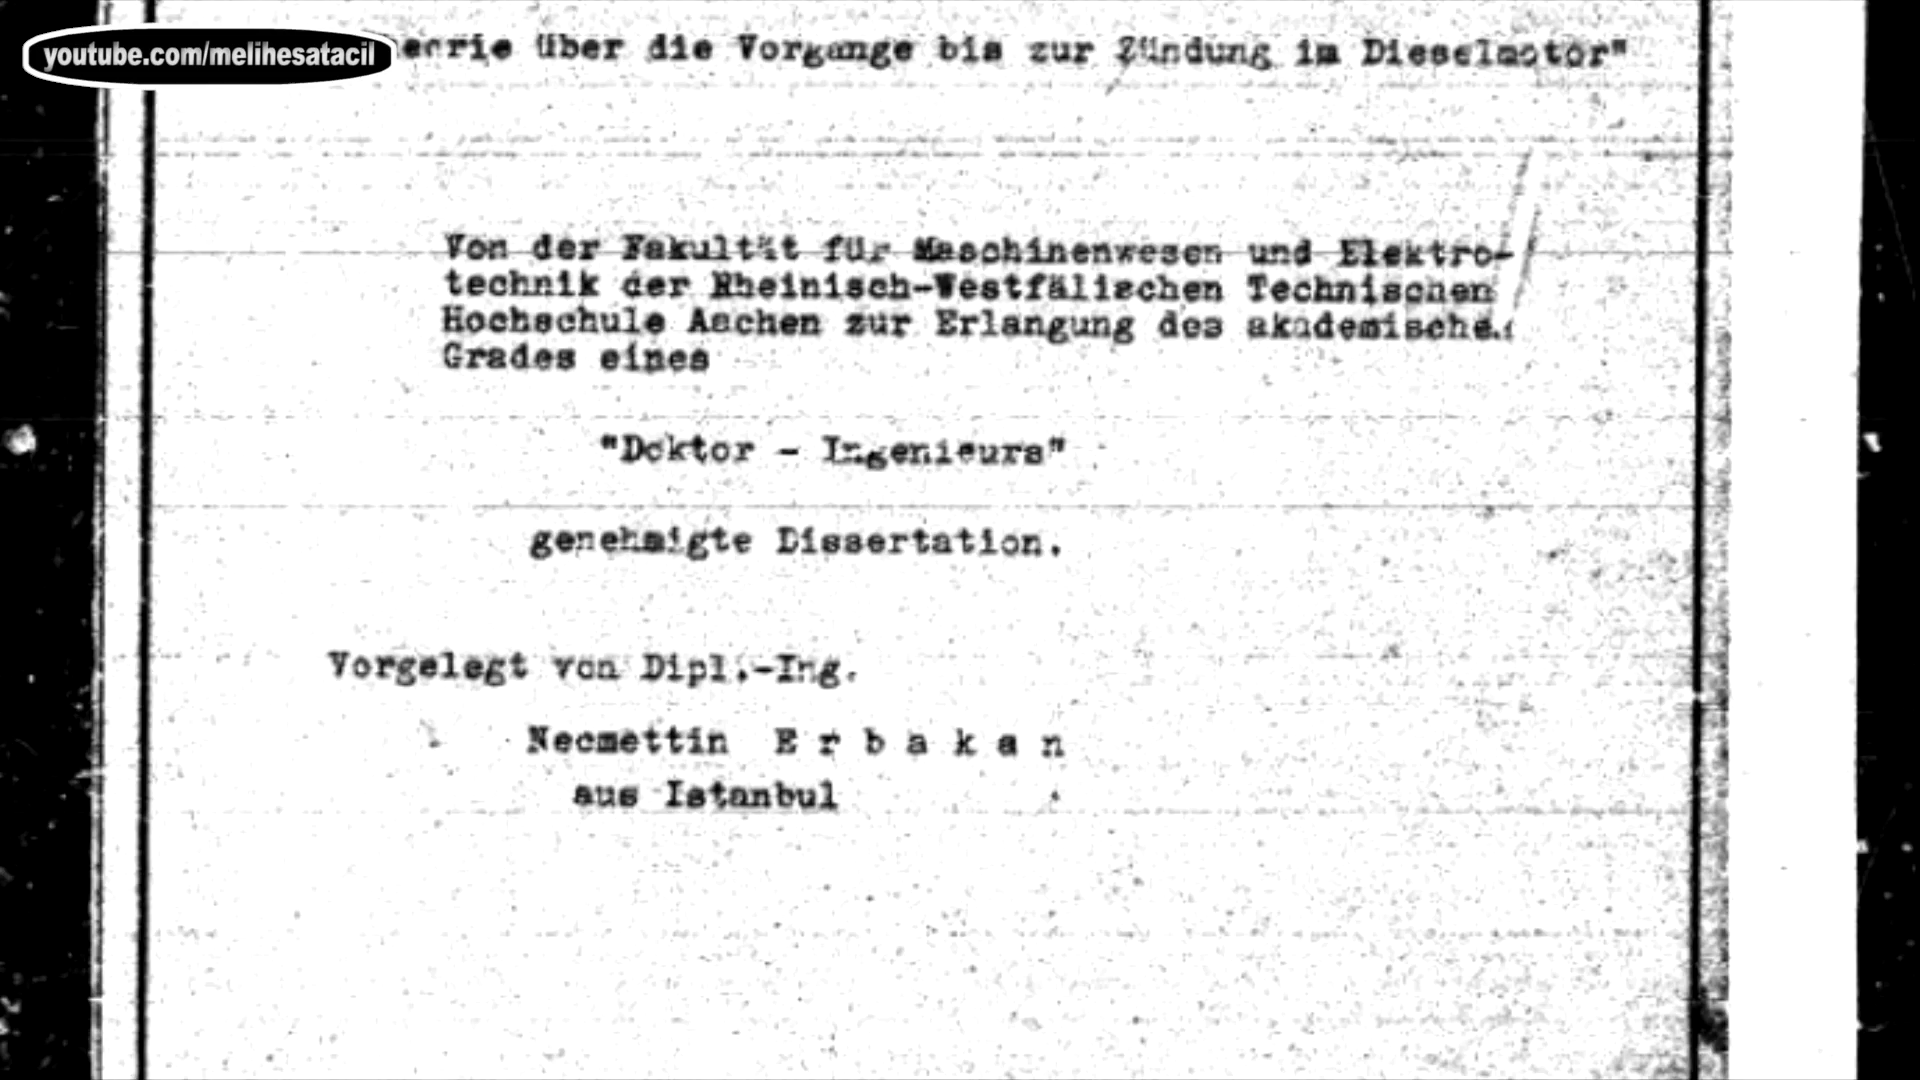 youtube.com/melihesatacil
über die Vorgänge bis zur Zündung im Dieselmotor"
Von der Fakultät für Maschinenwesen und Elektro-
technik der Rheinisch-Westfälischen Technischen
Hochschule Aachen zur Erlangung des akademischen
Grades eines
"Doktor - Ingenieurs"
genehmigte Dissertation.
Vorgelegt von Dipl.-Ing.
Necmettin E r b a k a n
aus Istanbul